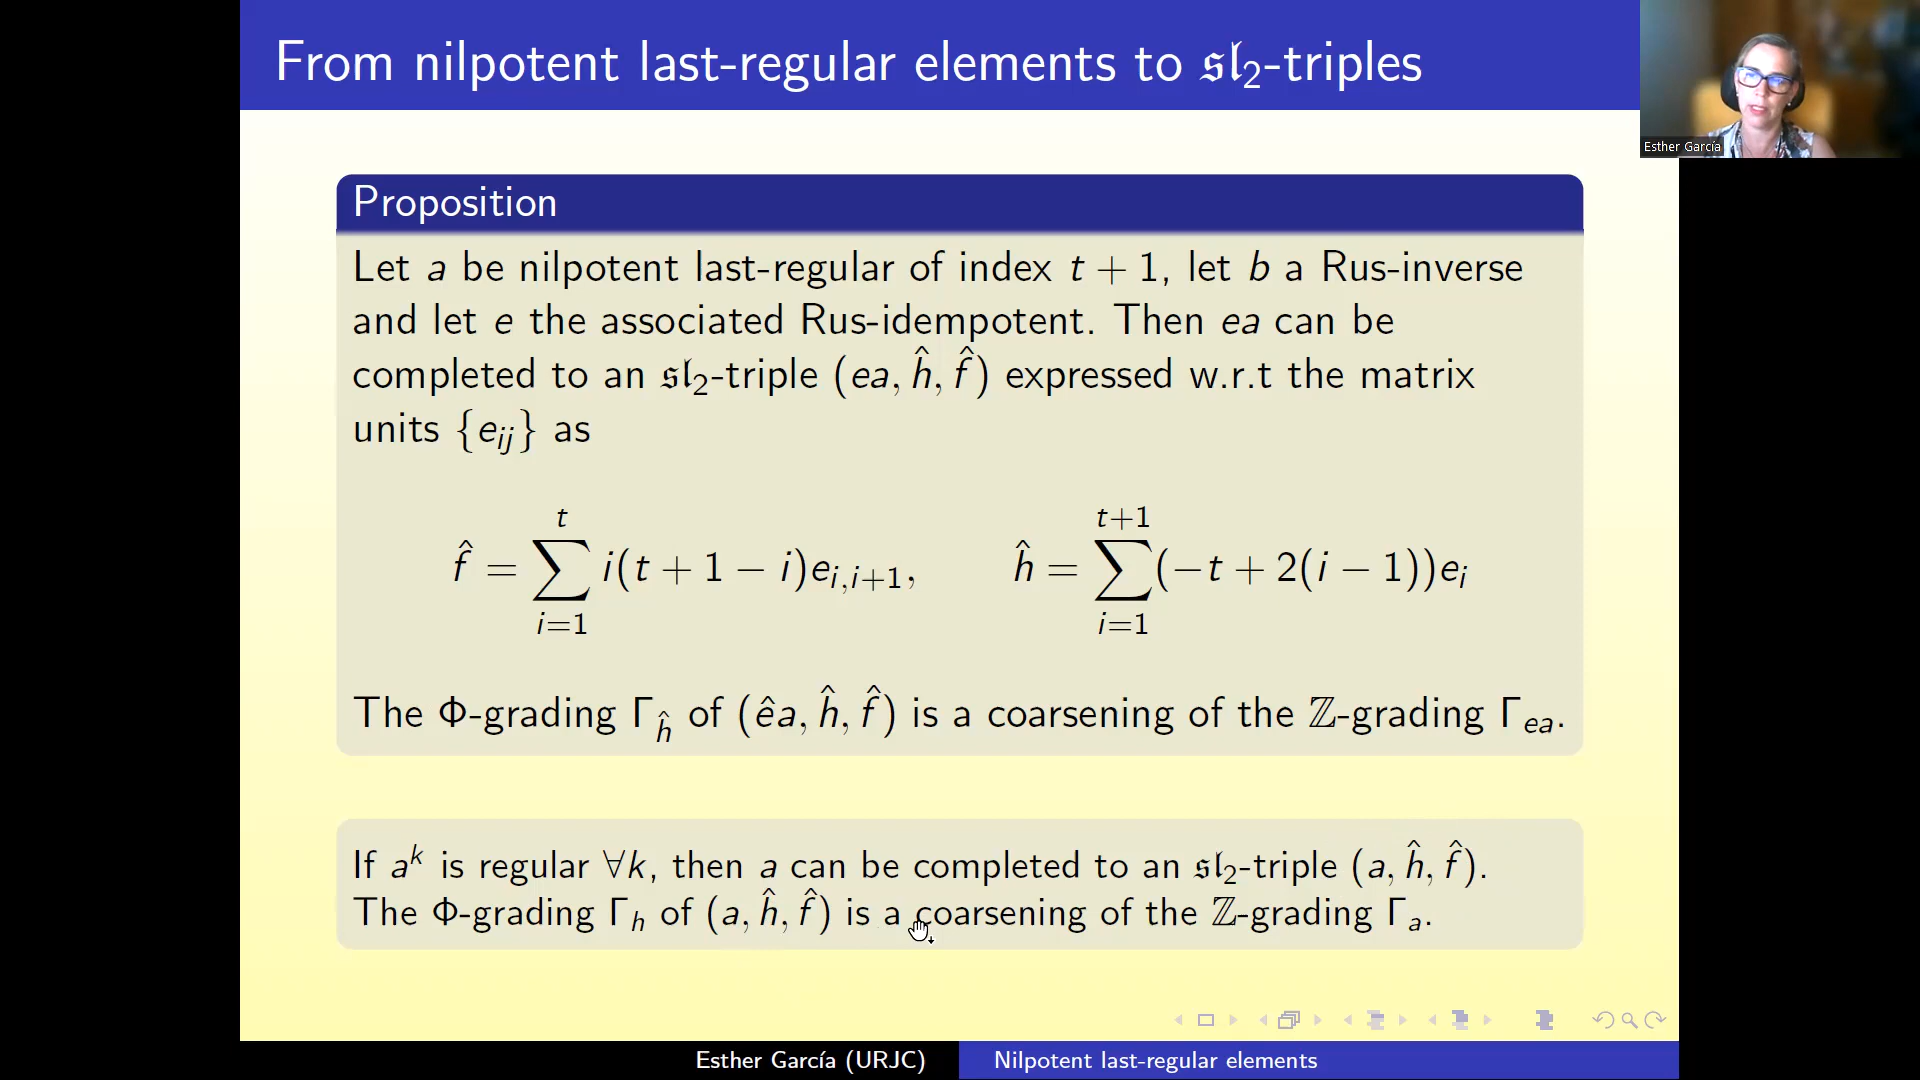 From nilpotent last-regular elements to 𝔰𝔩₂-triples
Esther García
Proposition
Let a be nilpotent last-regular of index t + 1, let b a Rus-inverse
and let e the associated Rus-idempotent. Then ea can be
completed to an 𝔰𝔩₂-triple (ea, ĥ, f̂) expressed w.r.t the matrix
units {e_{ij}} as
f̂ = ∑_{i=1}^{t} i(t + 1 − i)e_{i,i+1},  ĥ = ∑_{i=1}^{t+1} (−t + 2(i − 1))e_i
The Φ-grading Γ_ĥ of (êa, ĥ, f̂) is a coarsening of the ℤ-grading Γ_{ea}.
If a^k is regular ∀k, then a can be completed to an 𝔰𝔩₂-triple (a, ĥ, f̂).
The Φ-grading Γ_h of (a, ĥ, f̂) is a coarsening of the ℤ-grading Γ_a.
Esther García (URJC) Nilpotent last-regular elements